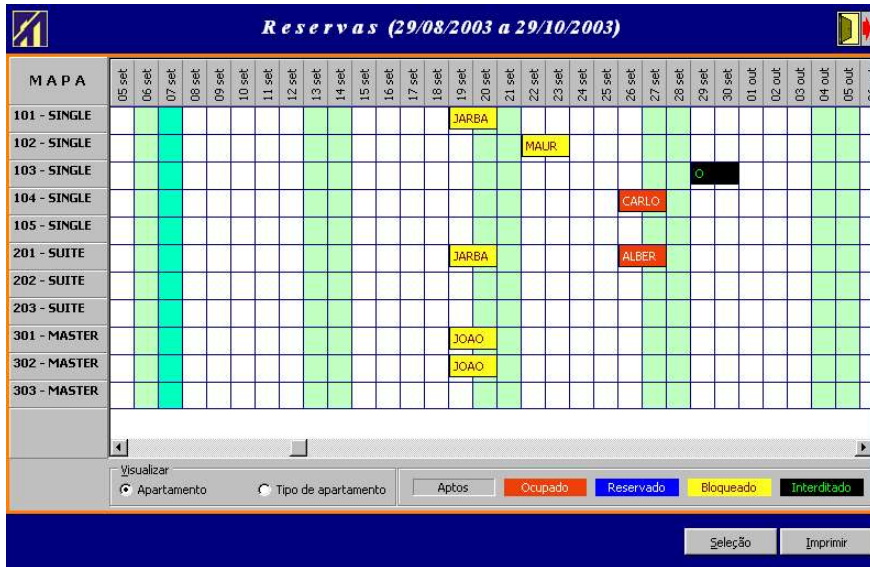 Reservas (29/08/2003 a 29/10/2003)
MAPA 05 set 06 set 07 set 08 set 09 set 10 set 11 set 12 set 13 set 14 set 15 set 16 set 17 set 18 set 19 set 20 set 21 set 22 set 23 set 24 set 25 set 26 set 27 set 28 set 29 set 30 set 01 out 02 out 03 out 04 out 05 out
101 - SINGLE JARBA
102 - SINGLE MAUR
103 - SINGLE O
104 - SINGLE CARLO
105 - SINGLE
201 - SUITE JARBA ALBER
202 - SUITE
203 - SUITE
301 - MASTER JOAO
302 - MASTER JOAO
303 - MASTER
Visualizar
Apartamento Tipo de apartamento Aptos Ocupado Reservado Bloqueado Interditado
Seleção Imprimir